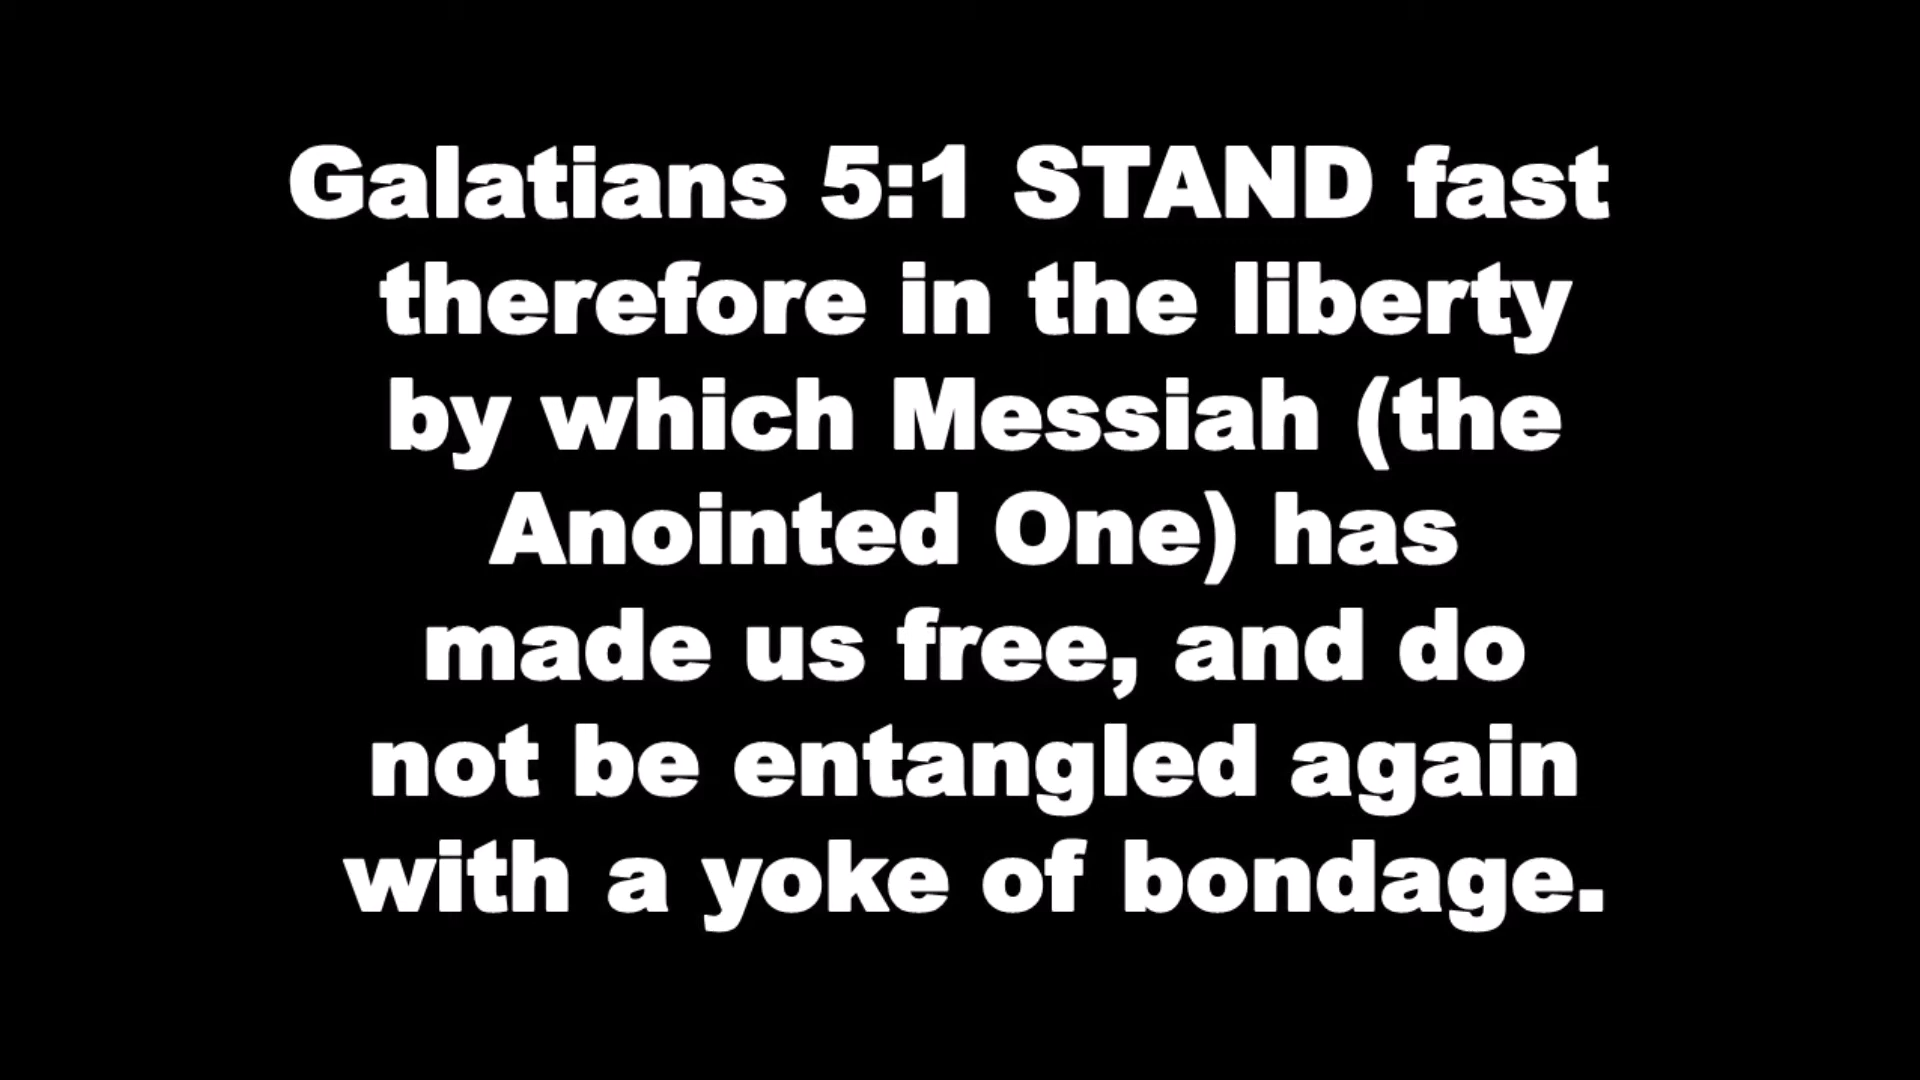 Galatians 5:1 STAND fast
therefore in the liberty
by which Messiah (the
Anointed One) has
made us free, and do
not be entangled again
with a yoke of bondage.